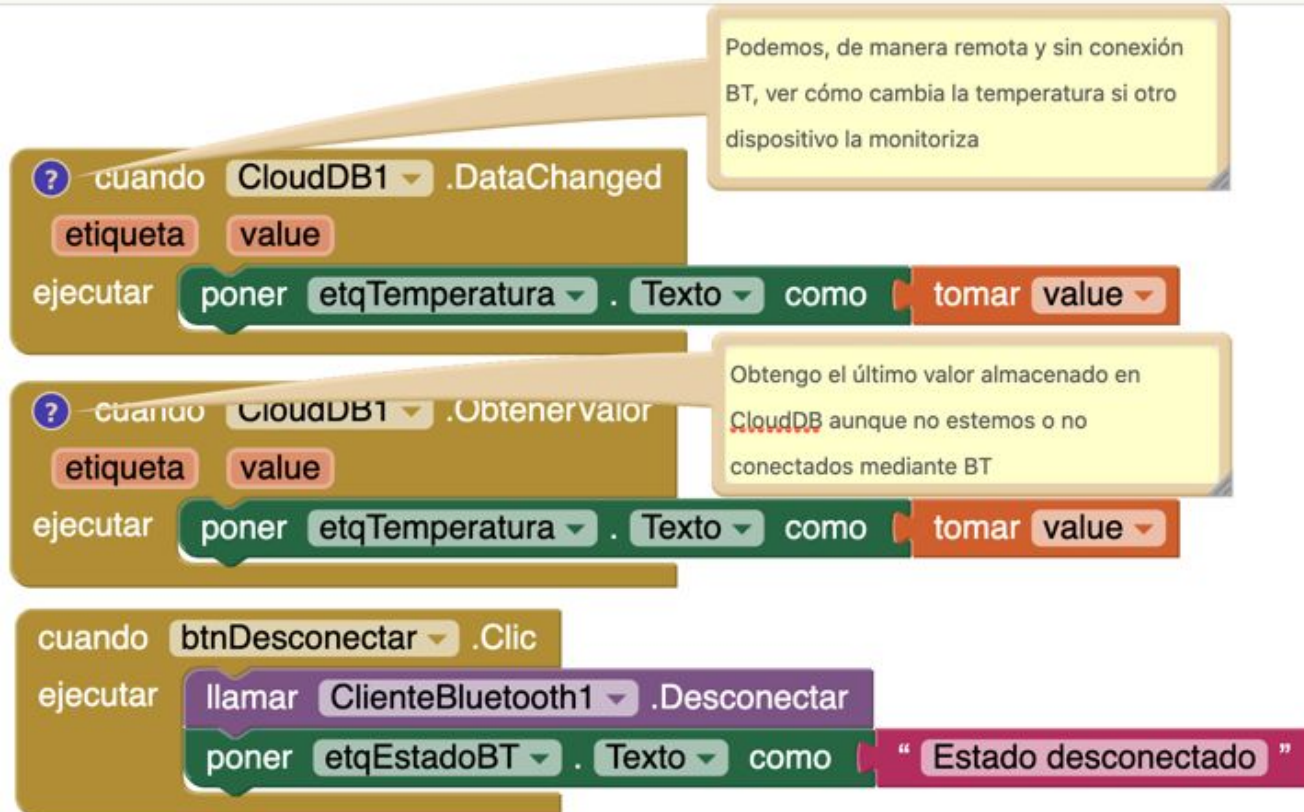 Podemos, de manera remota y sin conexión
BT, ver cómo cambia la temperatura si otro
dispositivo la monitoriza
? cuando CloudDB1 .DataChanged
etiqueta value
ejecutar poner etqTemperatura . Texto como tomar value
Obtengo el último valor almacenado en
CloudDB aunque no estemos o no
conectados mediante BT
? cuando CloudDB1 .ObtenerValor
etiqueta value
ejecutar poner etqTemperatura . Texto como tomar value
cuando btnDesconectar .Clic
ejecutar llamar ClienteBluetooth1 .Desconectar
poner etqEstadoBT . Texto como " Estado desconectado "